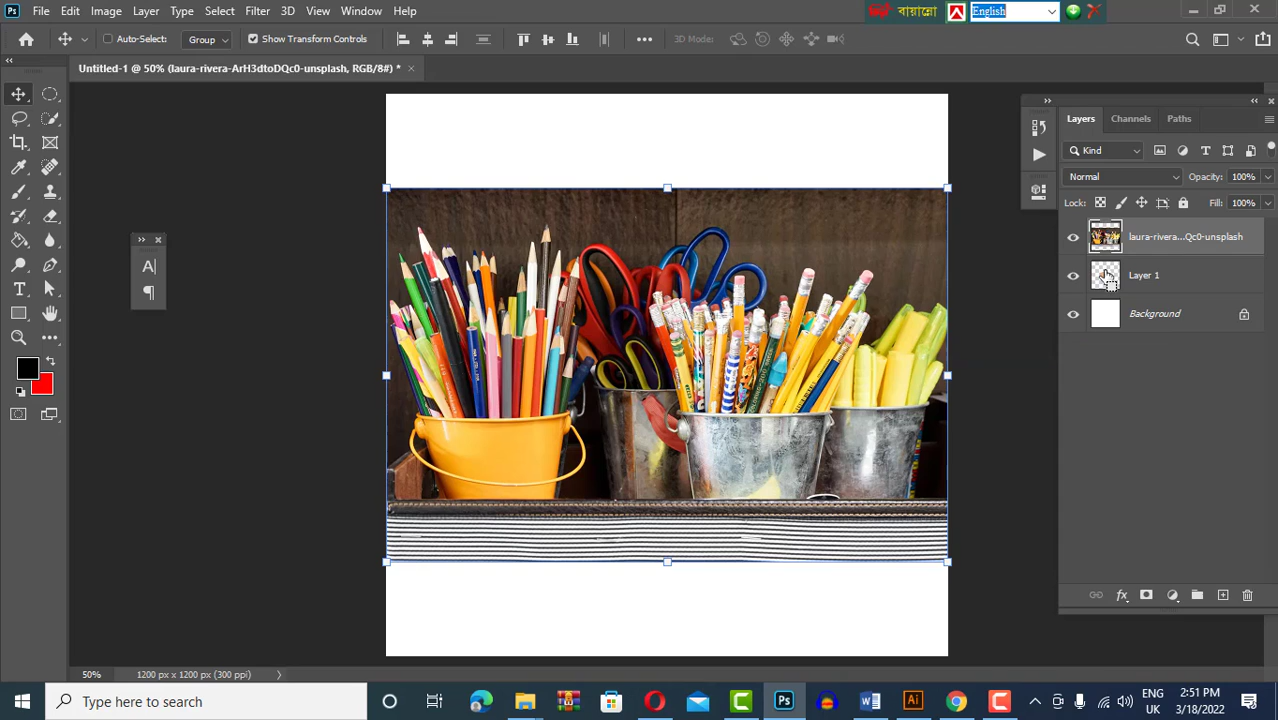 Ps File Edit Image Layer Type Select Filter 3D View Window Help
বায়ান্নো English
Auto-Select: Group Show Transform Controls 3D Mode:
Untitled-1 @ 50% (laura-rivera-ArH3dtoDQc0-unsplash, RGB/8#) *
Layers Channels Paths
Kind
Normal Opacity: 100%
Lock: Fill: 100%
laura-rivera...Qc0-unsplash
Layer 1
Background
A
50% 1200 px x 1200 px (300 ppi)
Type here to search
Ps W Ai
ENG 2:51 PM
UK 3/18/2022